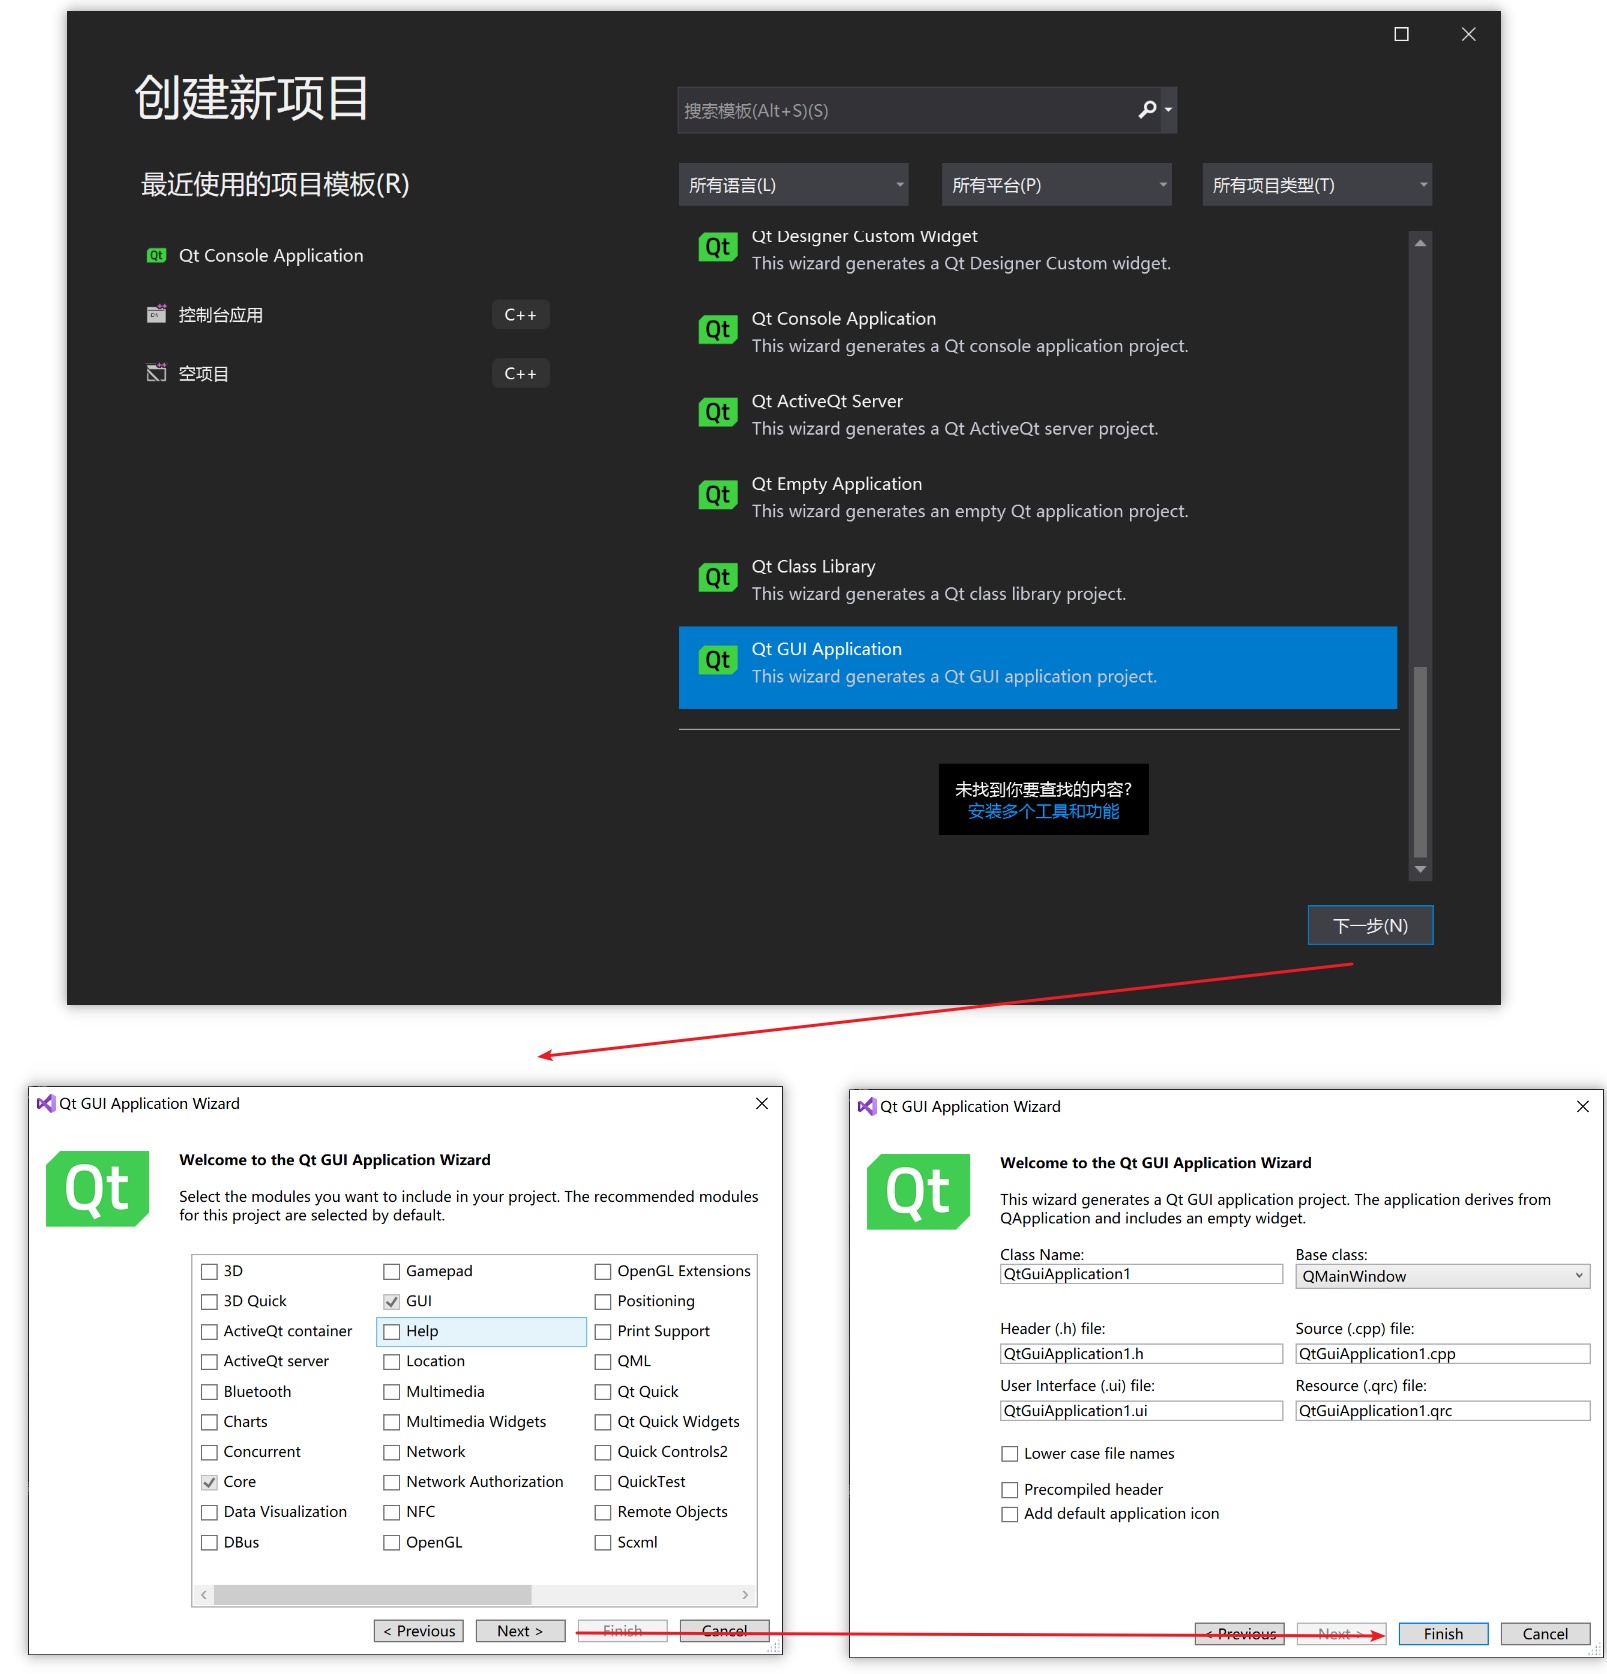 创建新项目
搜索模板(Alt+S)(S)
最近使用的项目模板(R)
所有语言(L)
所有平台(P)
所有项目类型(T)
Qt Console Application
控制台应用
C++
空项目
C++
Qt Designer Custom Widget
This wizard generates a Qt Designer Custom widget.
Qt Console Application
This wizard generates a Qt console application project.
Qt ActiveQt Server
This wizard generates a Qt ActiveQt server project.
Qt Empty Application
This wizard generates an empty Qt application project.
Qt Class Library
This wizard generates a Qt class library project.
Qt GUI Application
This wizard generates a Qt GUI application project.
未找到你要查找的内容?
安装多个工具和功能
下一步(N)
Qt GUI Application Wizard
Qt
Welcome to the Qt GUI Application Wizard
Select the modules you want to include in your project. The recommended modules
for this project are selected by default.
3D
Gamepad
OpenGL Extensions
3D Quick
GUI
Positioning
ActiveQt container
Help
Print Support
ActiveQt server
Location
QML
Bluetooth
Multimedia
Qt Quick
Charts
Multimedia Widgets
Qt Quick Widgets
Concurrent
Network
Quick Controls2
Core
Network Authorization
QuickTest
Data Visualization
NFC
Remote Objects
DBus
OpenGL
Scxml
< Previous
Next >
Finish
Cancel
Qt GUI Application Wizard
Qt
Welcome to the Qt GUI Application Wizard
This wizard generates a Qt GUI application project. The application derives from
QApplication and includes an empty widget.
Class Name:
Base class:
QtGuiApplication1
QMainWindow
Header (.h) file:
Source (.cpp) file:
QtGuiApplication1.h
QtGuiApplication1.cpp
User Interface (.ui) file:
Resource (.qrc) file:
QtGuiApplication1.ui
QtGuiApplication1.qrc
Lower case file names
Precompiled header
Add default application icon
< Previous
Next >
Finish
Cancel